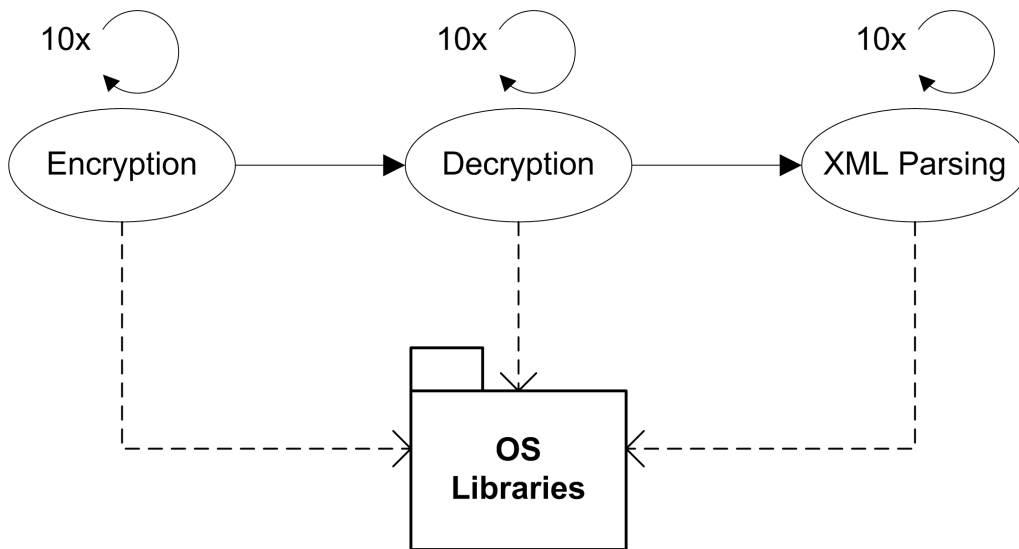 10x
10x
10x
Encryption
Decryption
XML Parsing
OS
Libraries